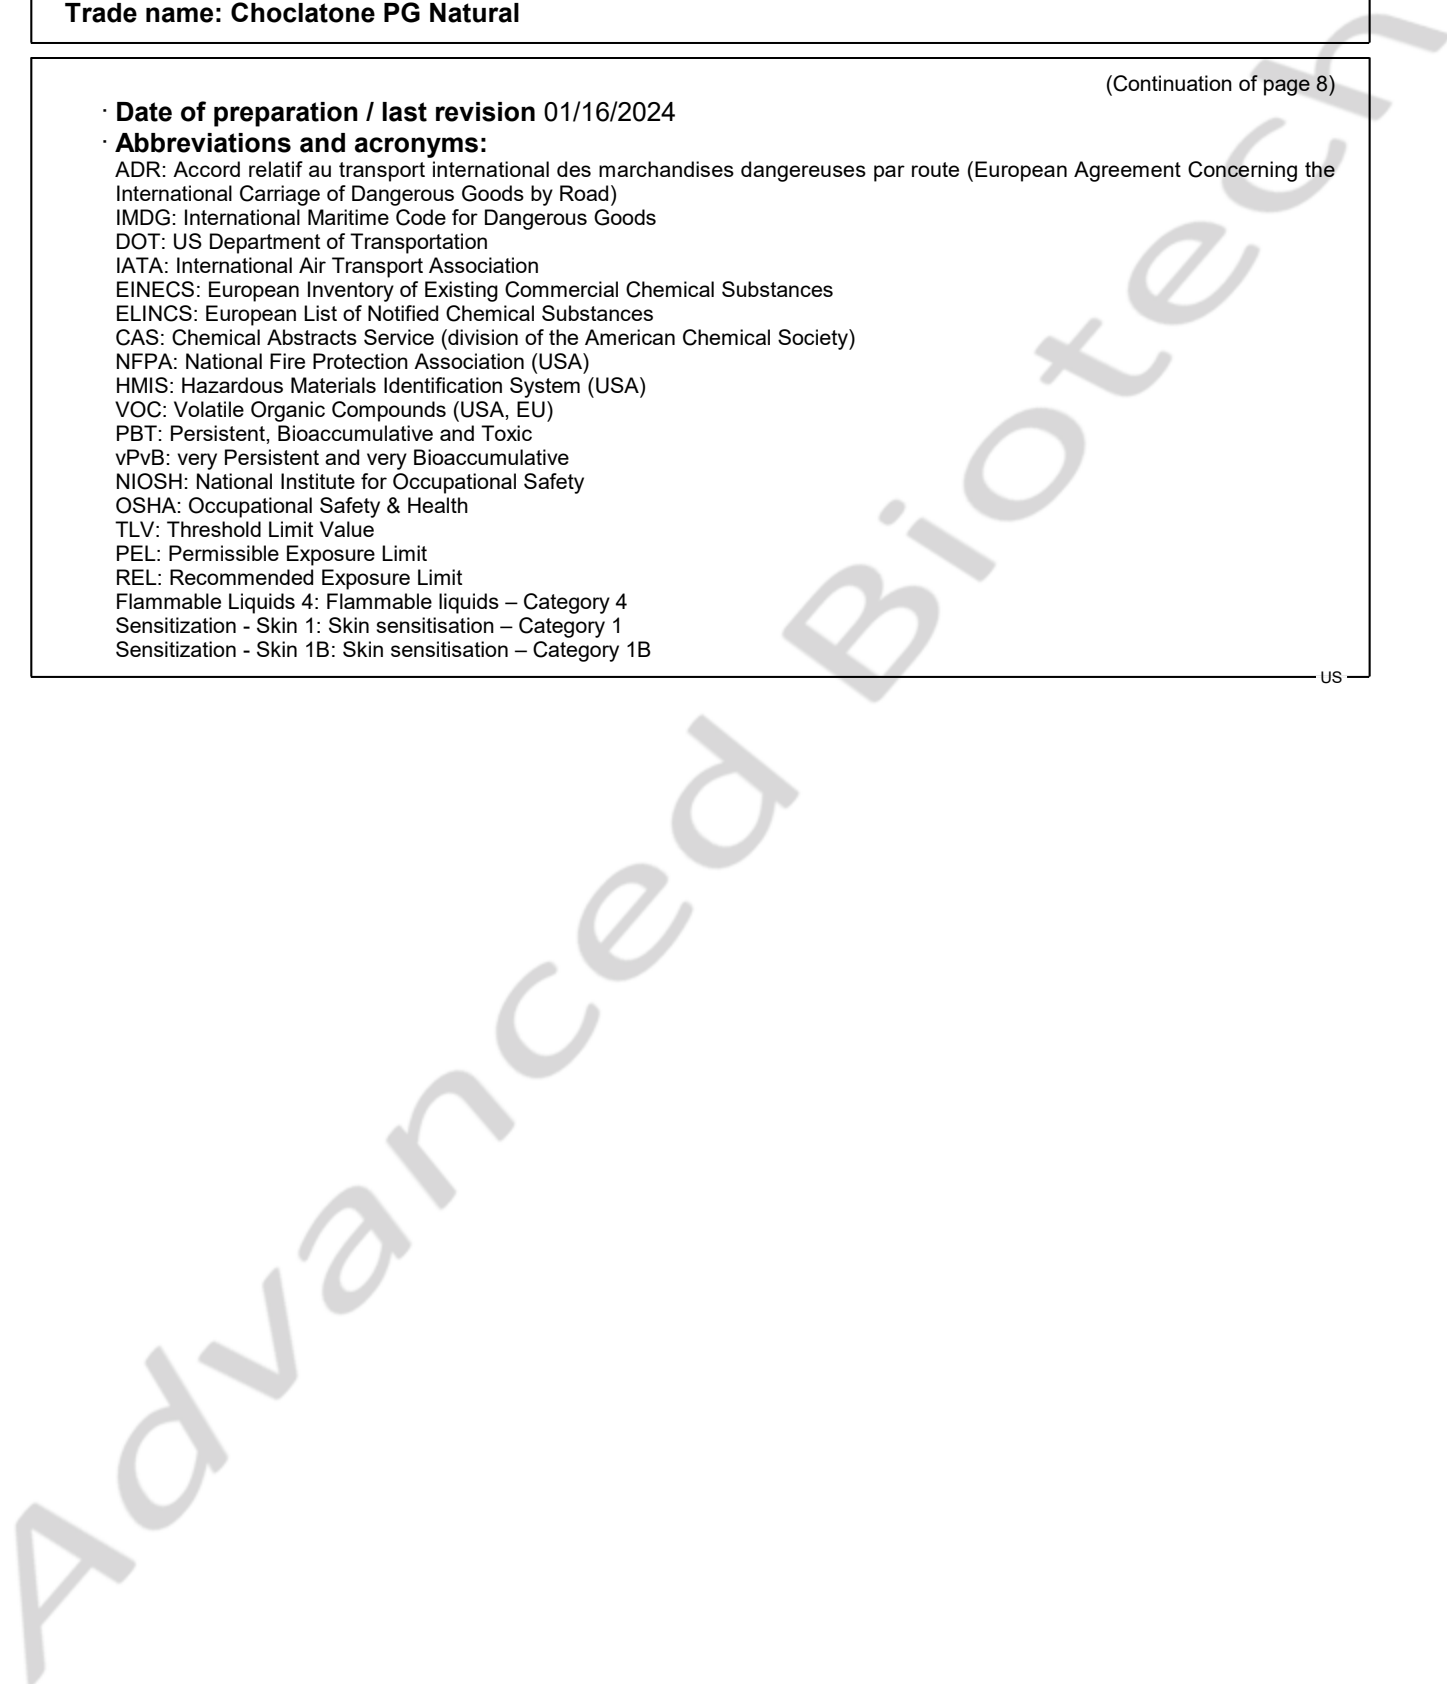 Trade name: Choclatone PG Natural
(Continuation of page 8)
· Date of preparation / last revision 01/16/2024
· Abbreviations and acronyms:
ADR: Accord relatif au transport international des marchandises dangereuses par route (European Agreement Concerning the
International Carriage of Dangerous Goods by Road)
IMDG: International Maritime Code for Dangerous Goods
DOT: US Department of Transportation
IATA: International Air Transport Association
EINECS: European Inventory of Existing Commercial Chemical Substances
ELINCS: European List of Notified Chemical Substances
CAS: Chemical Abstracts Service (division of the American Chemical Society)
NFPA: National Fire Protection Association (USA)
HMIS: Hazardous Materials Identification System (USA)
VOC: Volatile Organic Compounds (USA, EU)
PBT: Persistent, Bioaccumulative and Toxic
vPvB: very Persistent and very Bioaccumulative
NIOSH: National Institute for Occupational Safety
OSHA: Occupational Safety & Health
TLV: Threshold Limit Value
PEL: Permissible Exposure Limit
REL: Recommended Exposure Limit
Flammable Liquids 4: Flammable liquids – Category 4
Sensitization - Skin 1: Skin sensitisation – Category 1
Sensitization - Skin 1B: Skin sensitisation – Category 1B
US
Advanced Biotech